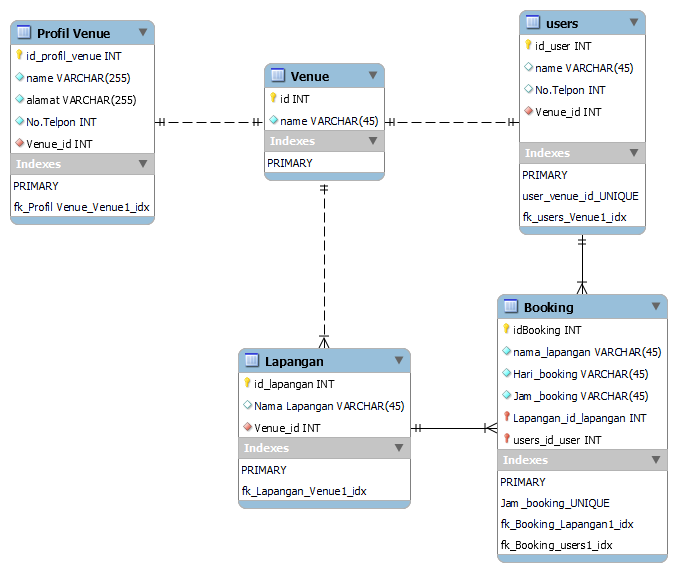 Profil Venue
id_profil_venue INT
name VARCHAR(255)
alamat VARCHAR(255)
No.Telpon INT
Venue_id INT
Indexes
PRIMARY
fk_Profil Venue_Venue1_idx
Venue
id INT
name VARCHAR(45)
Indexes
PRIMARY
users
id_user INT
name VARCHAR(45)
No.Telpon INT
Venue_id INT
Indexes
PRIMARY
user_venue_id_UNIQUE
fk_users_Venue1_idx
Lapangan
id_lapangan INT
Nama Lapangan VARCHAR(45)
Venue_id INT
Indexes
PRIMARY
fk_Lapangan_Venue1_idx
Booking
idBooking INT
nama_lapangan VARCHAR(45)
Hari_booking VARCHAR(45)
Jam_booking VARCHAR(45)
Lapangan_id_lapangan INT
users_id_user INT
Indexes
PRIMARY
Jam_booking_UNIQUE
fk_Booking_Lapangan1_idx
fk_Booking_users1_idx